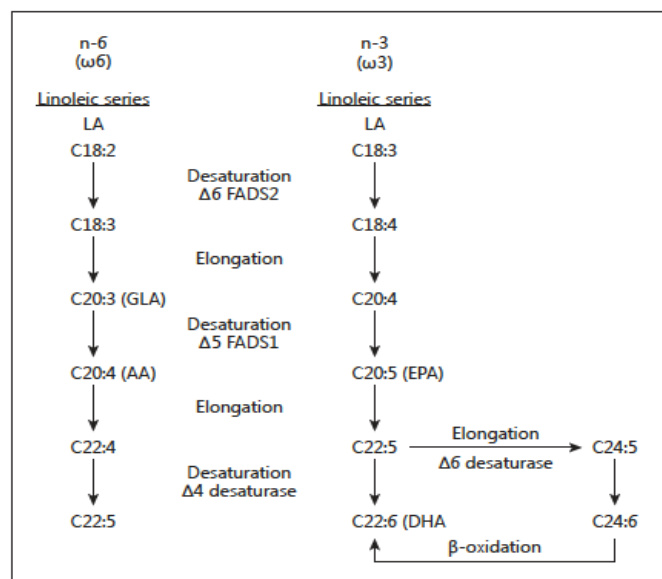 n-6 n-3
(ω6) (ω3)
Linoleic series Linoleic series
LA LA
C18:2 C18:3
Desaturation
Δ6 FADS2
C18:3 C18:4
Elongation
C20:3 (GLA) C20:4
Desaturation
Δ5 FADS1
C20:4 (AA) C20:5 (EPA)
Elongation
C22:4 C22:5 Elongation C24:5
Δ6 desaturase
Desaturation
Δ4 desaturase
C22:5 C22:6 (DHA C24:6
β-oxidation